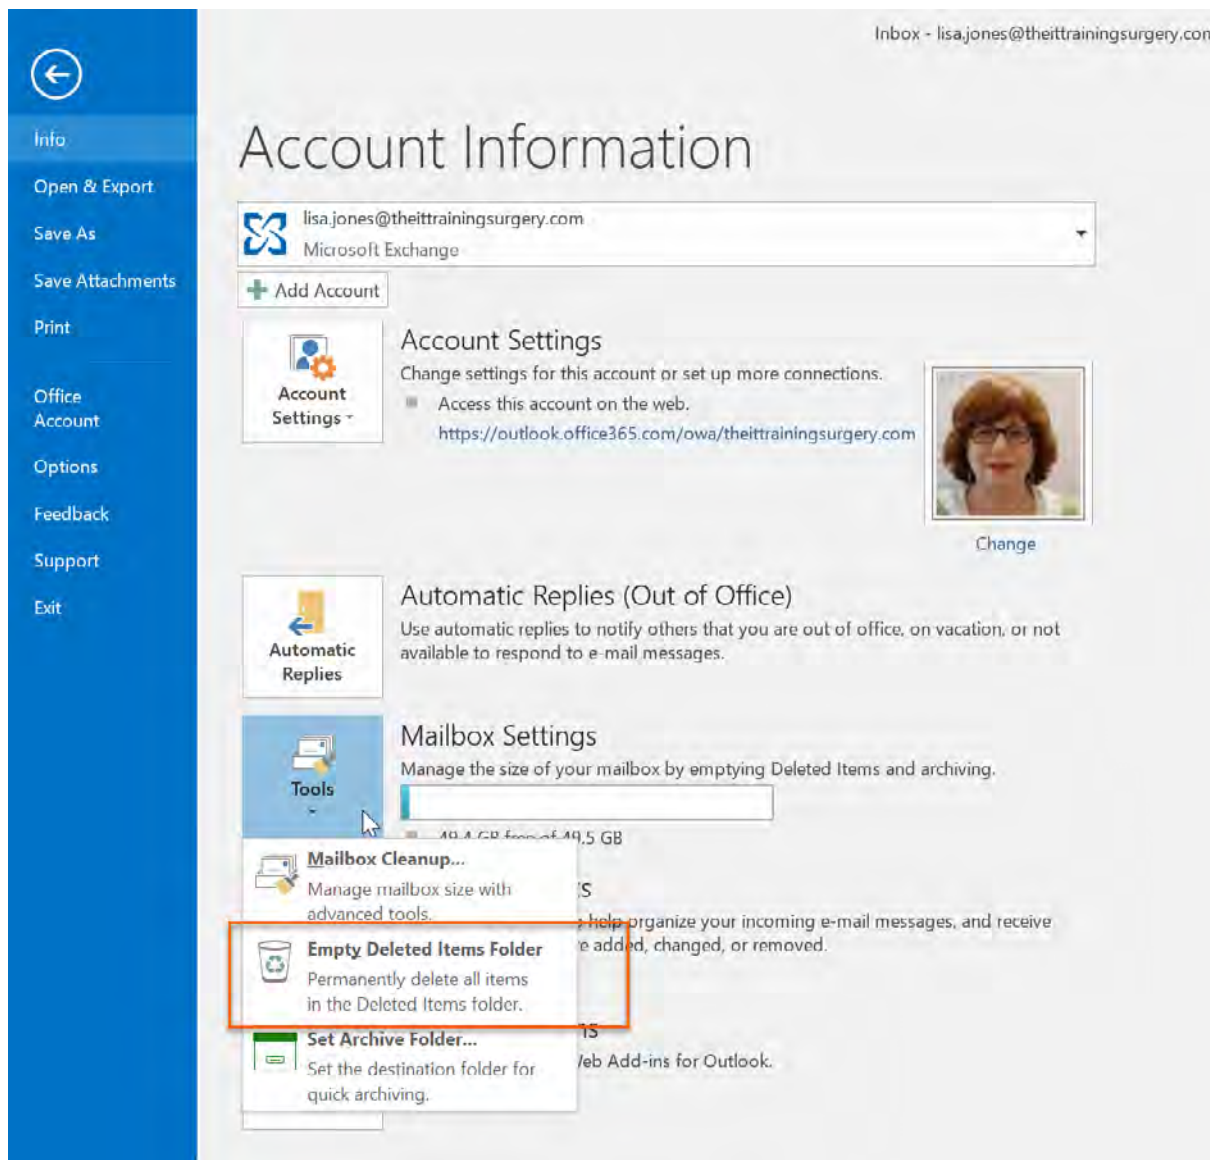 Inbox - lisa.jones@theittrainingsurgery.com
Info
Open & Export
Save As
Save Attachments
Print
Office
Account
Options
Feedback
Support
Exit
Account Information
lisa.jones@theittrainingsurgery.com
Microsoft Exchange
Add Account
Account
Settings
Account Settings
Change settings for this account or set up more connections.
Access this account on the web.
https://outlook.office365.com/owa/theittrainingsurgery.com
Change
Automatic
Replies
Automatic Replies (Out of Office)
Use automatic replies to notify others that you are out of office, on vacation, or not
available to respond to e-mail messages.
Tools
Mailbox Settings
Manage the size of your mailbox by emptying Deleted Items and archiving.
49.4 GB free of 49.5 GB
Mailbox Cleanup...
Manage mailbox size with
advanced tools.
help organize your incoming e-mail messages, and receive
added, changed, or removed.
Empty Deleted Items Folder
Permanently delete all items
in the Deleted Items folder.
Set Archive Folder...
Set the destination folder for
quick archiving.
Add-ins for Outlook.